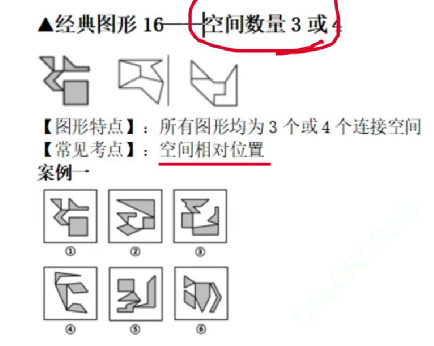 ▲经典图形 16——空间数量 3 或 4
【图形特点】：所有图形均为 3 个或 4 个连接空间
【常见考点】：空间相对位置
案例一
① ② ③
④ ⑤ ⑥